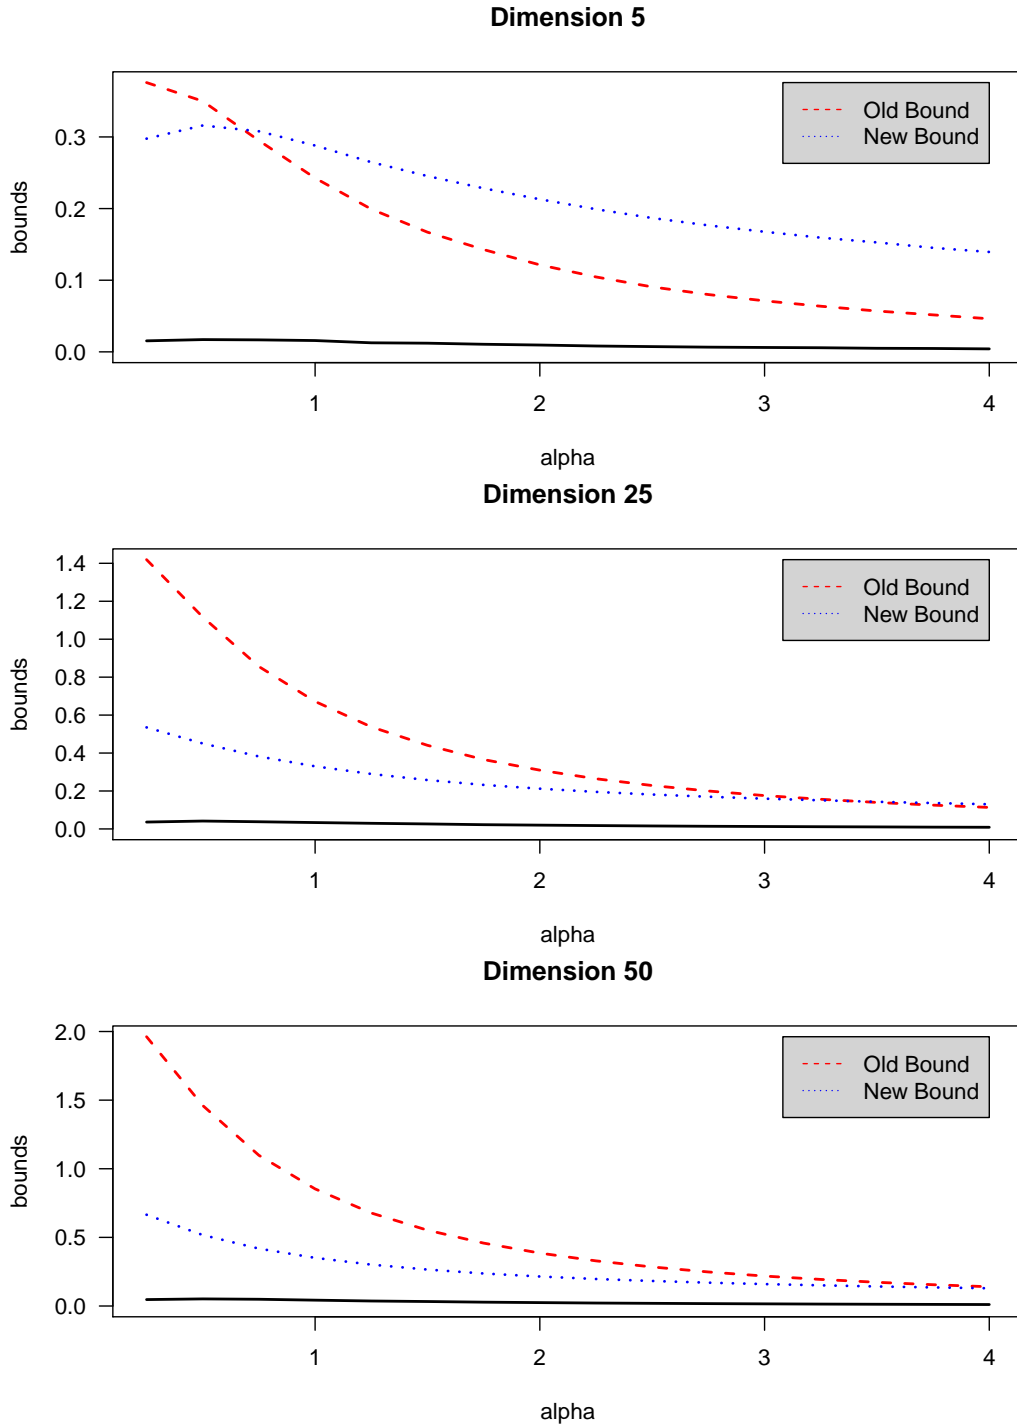 Dimension 5
bounds
0.3
0.2
0.1
0.0
Old Bound
New Bound
1 2 3 4
alpha
Dimension 25
bounds
1.4
1.2
1.0
0.8
0.6
0.4
0.2
0.0
Old Bound
New Bound
1 2 3 4
alpha
Dimension 50
bounds
2.0
1.5
1.0
0.5
0.0
Old Bound
New Bound
1 2 3 4
alpha